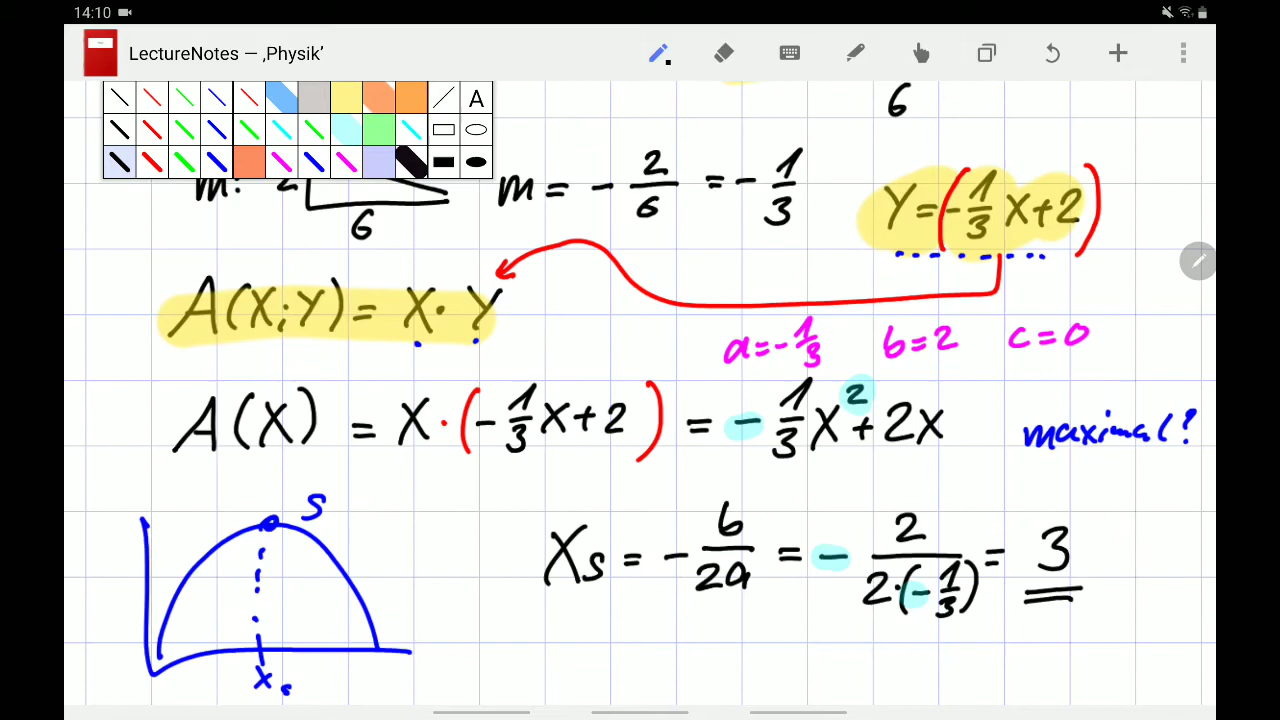 14:10
LectureNotes — ‚Physik’
A
6
m: 2
6
m = - 2/6 = - 1/3
Y = (-1/3 X + 2)
A(X;Y) = X · Y
a = -1/3 b = 2 c = 0
A(X) = X · (-1/3 X + 2) = -1/3 X² + 2X
maximal?
S
Xs = - b/2a = - 2/(2·(-1/3)) = 3
Xs